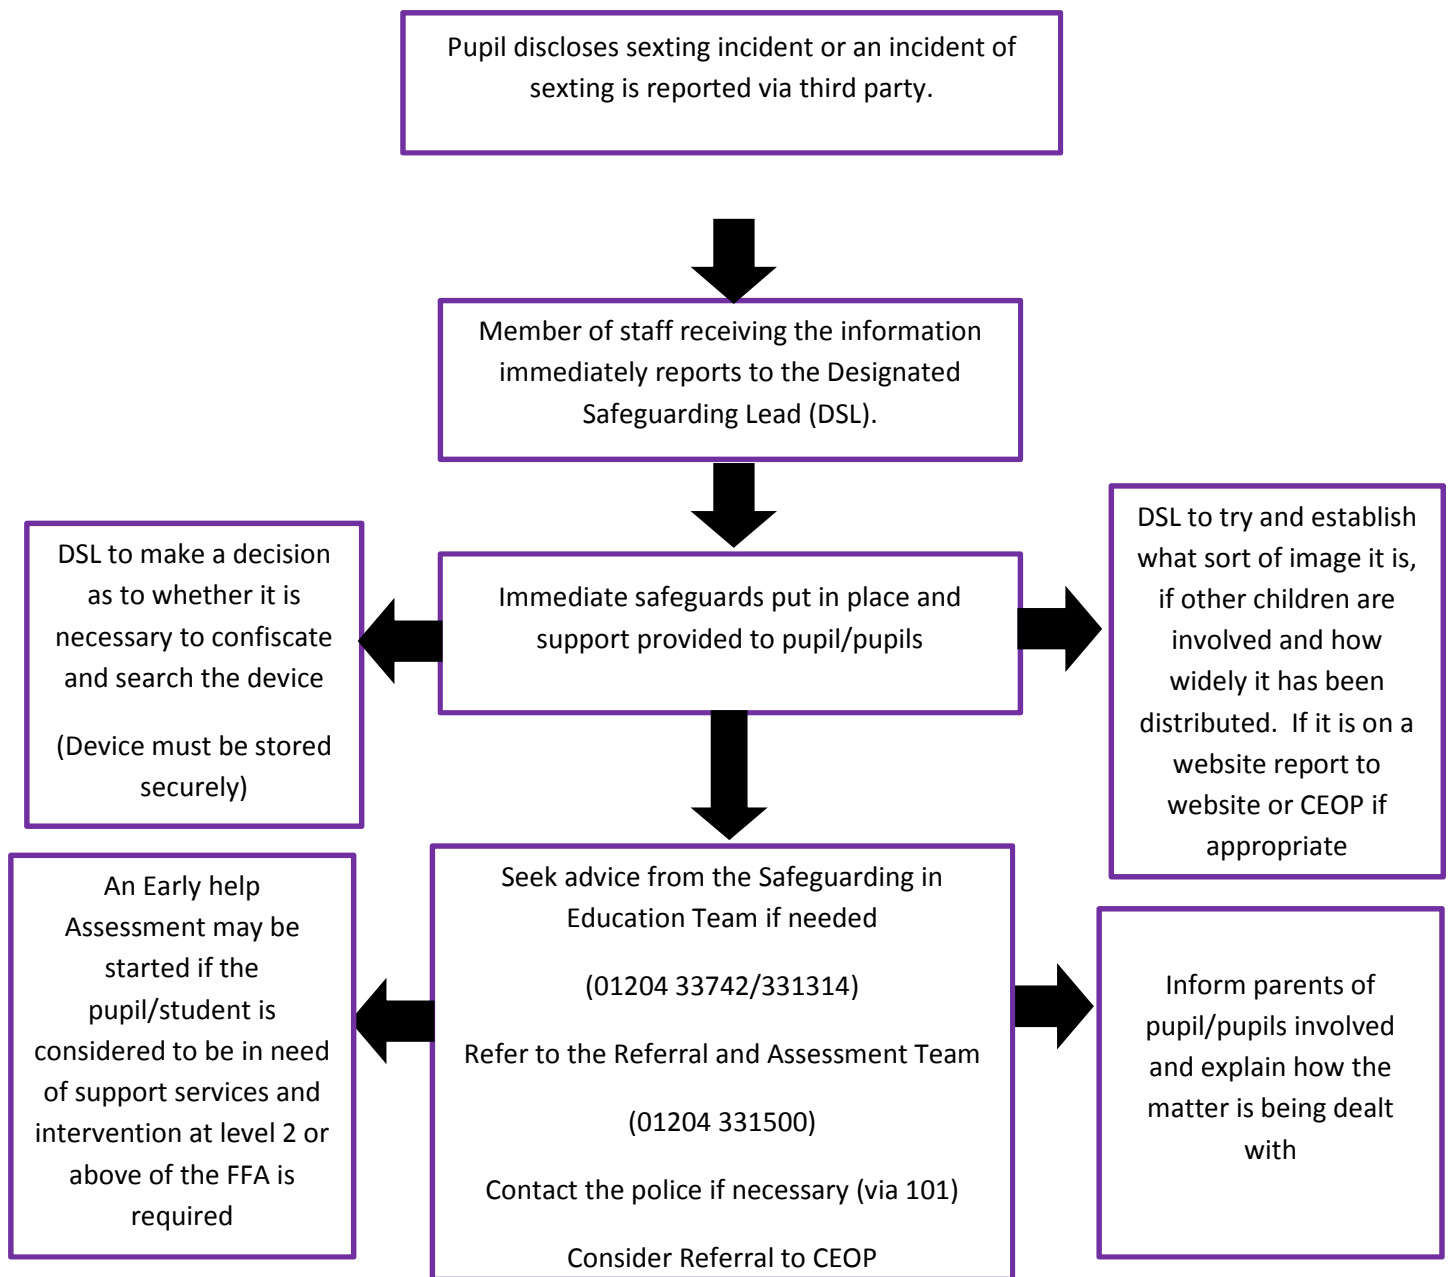 Pupil discloses sexting incident or an incident of
sexting is reported via third party.
Member of staff receiving the information
immediately reports to the Designated
Safeguarding Lead (DSL).
DSL to make a decision
as to whether it is
necessary to confiscate
and search the device
(Device must be stored
securely)
Immediate safeguards put in place and
support provided to pupil/pupils
DSL to try and establish
what sort of image it is,
if other children are
involved and how
widely it has been
distributed.  If it is on a
website report to
website or CEOP if
appropriate
An Early help
Assessment may be
started if the
pupil/student is
considered to be in need
of support services and
intervention at level 2 or
above of the FFA is
required
Seek advice from the Safeguarding in
Education Team if needed
(01204 33742/331314)
Refer to the Referral and Assessment Team
(01204 331500)
Contact the police if necessary (via 101)
Consider Referral to CEOP
Inform parents of
pupil/pupils involved
and explain how the
matter is being dealt
with